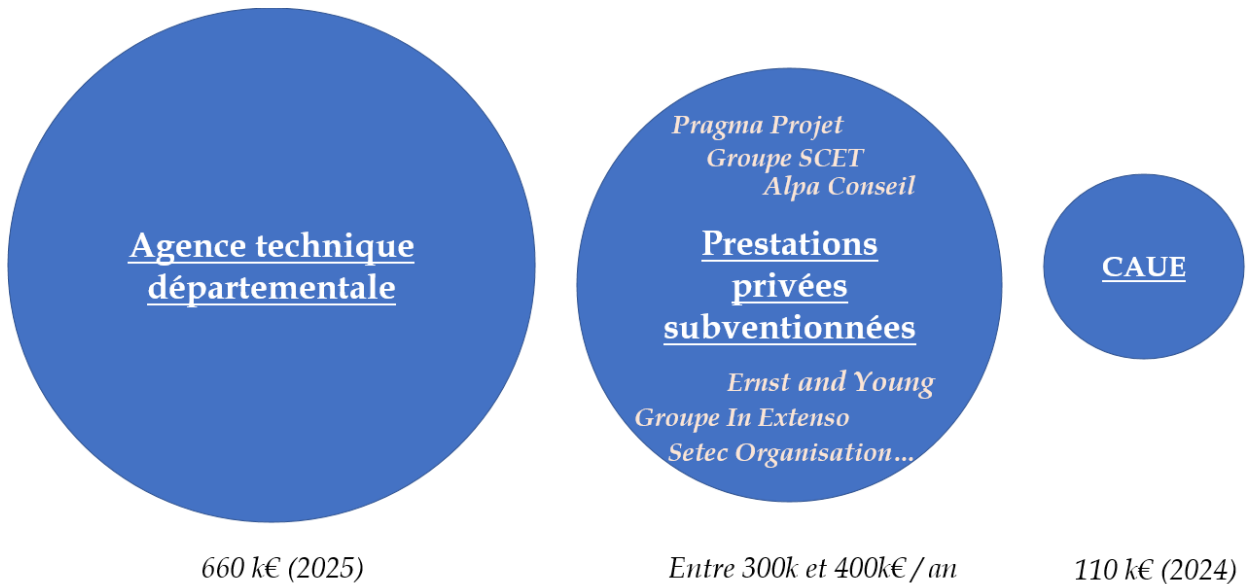 Agence technique
départementale
Pragma Projet
Groupe SCET
Alpa Conseil
Prestations
privées
subventionnées
Ernst and Young
Groupe In Extenso
Setec Organisation...
CAUE
660 k€ (2025)
Entre 300k et 400k€ / an
110 k€ (2024)